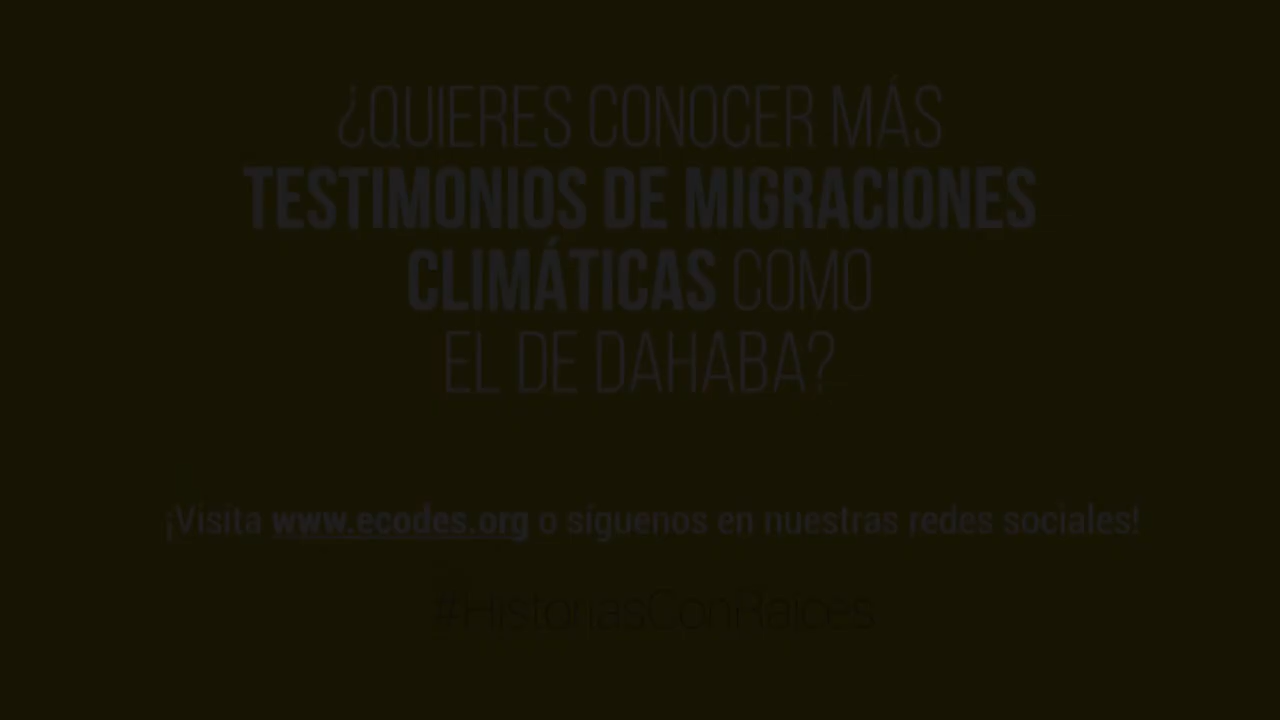 ¿QUIERES CONOCER MÁS
TESTIMONIOS DE MIGRACIONES
CLIMÁTICAS COMO
EL DE DAHABA?
¡Visita www.ecodes.org o síguenos en nuestras redes sociales!
#HistoriasConRaíces